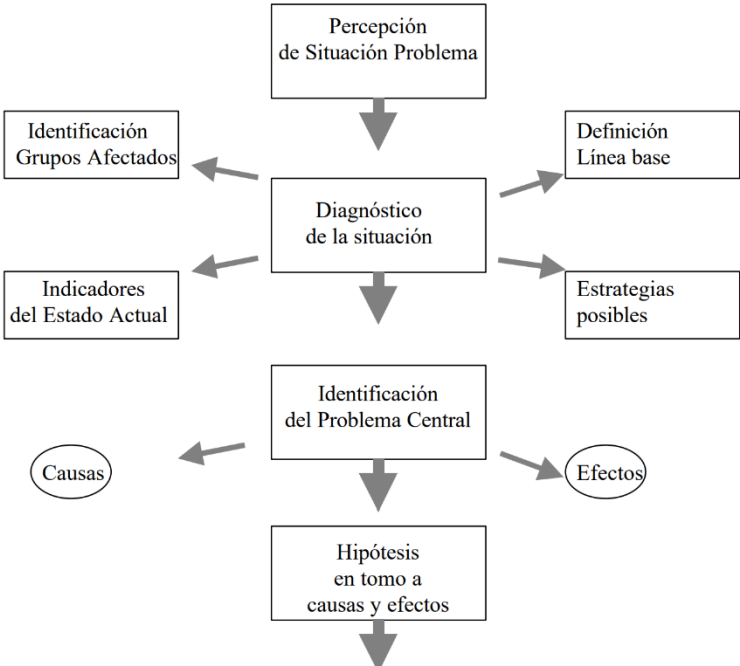 Percepción
de Situación Problema
Identificación
Grupos Afectados
Definición
Línea base
Diagnóstico
de la situación
Indicadores
del Estado Actual
Estrategias
posibles
Identificación
del Problema Central
Causas
Efectos
Hipótesis
en tomo a
causas y efectos